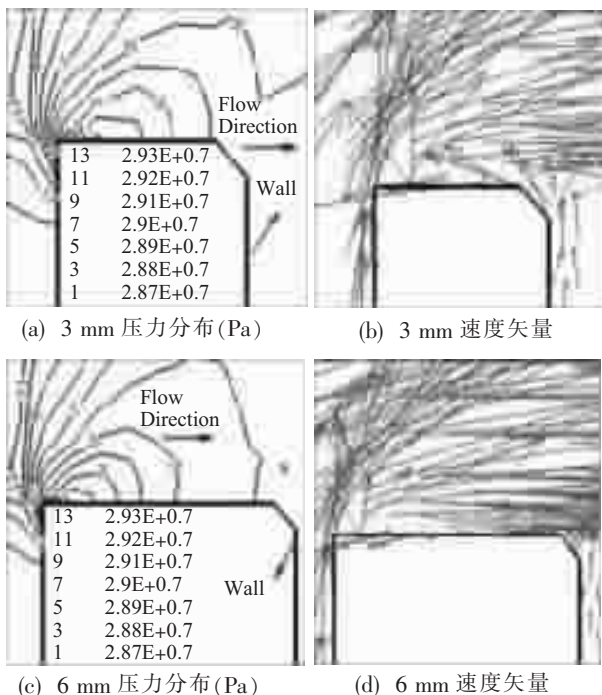 Flow
Direction
13 2.93E+0.7
11 2.92E+0.7
Wall
9 2.91E+0.7
7 2.9E+0.7
5 2.89E+0.7
3 2.88E+0.7
1 2.87E+0.7
(a) 3 mm 压力分布(Pa)
(b) 3 mm 速度矢量
Flow
Direction
13 2.93E+0.7
11 2.92E+0.7
9 2.91E+0.7
7 2.9E+0.7
Wall
5 2.89E+0.7
3 2.88E+0.7
1 2.87E+0.7
(c) 6 mm 压力分布(Pa)
(d) 6 mm 速度矢量